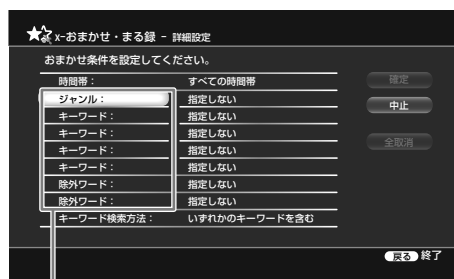 x-おまかせ・まる録 - 詳細設定
おまかせ条件を設定してください。
時間帯： すべての時間帯
ジャンル： 指定しない
キーワード： 指定しない
キーワード： 指定しない
キーワード： 指定しない
キーワード： 指定しない
除外ワード： 指定しない
除外ワード： 指定しない
キーワード検索方法： いずれかのキーワードを含む
確定
中止
全取消
戻る 終了